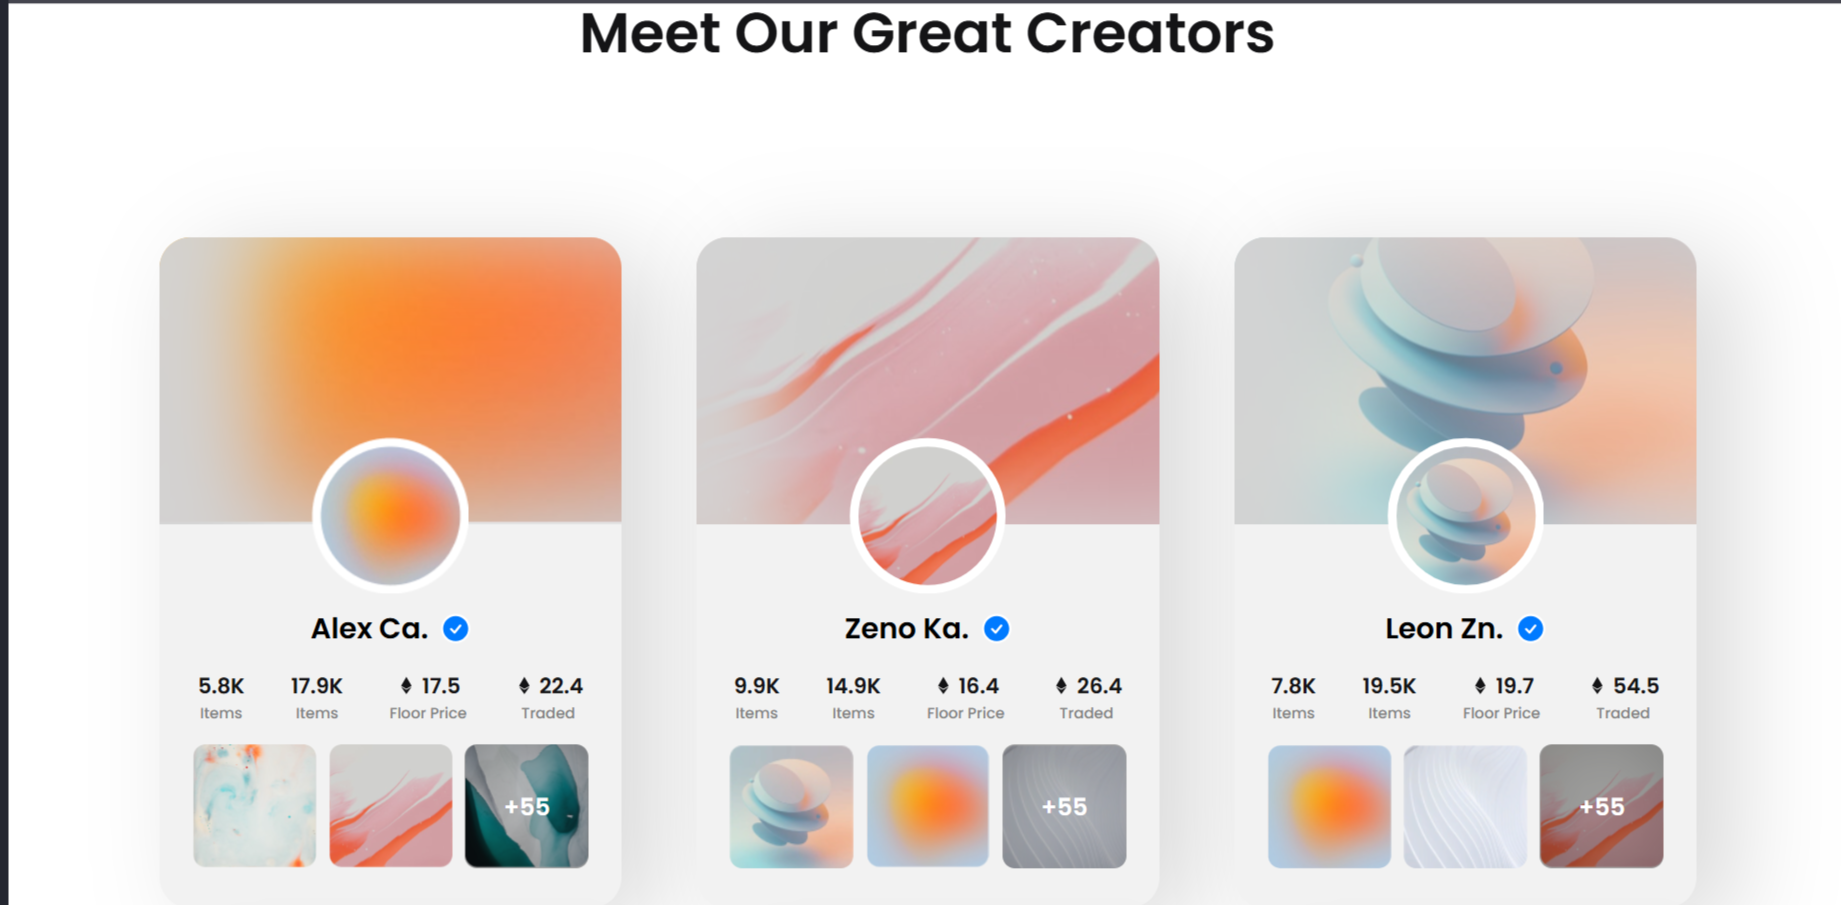 Meet Our Great Creators
Alex Ca.
5.8K 17.9K 17.5 22.4
Items Items Floor Price Traded
+55
Zeno Ka.
9.9K 14.9K 16.4 26.4
Items Items Floor Price Traded
+55
Leon Zn.
7.8K 19.5K 19.7 54.5
Items Items Floor Price Traded
+55